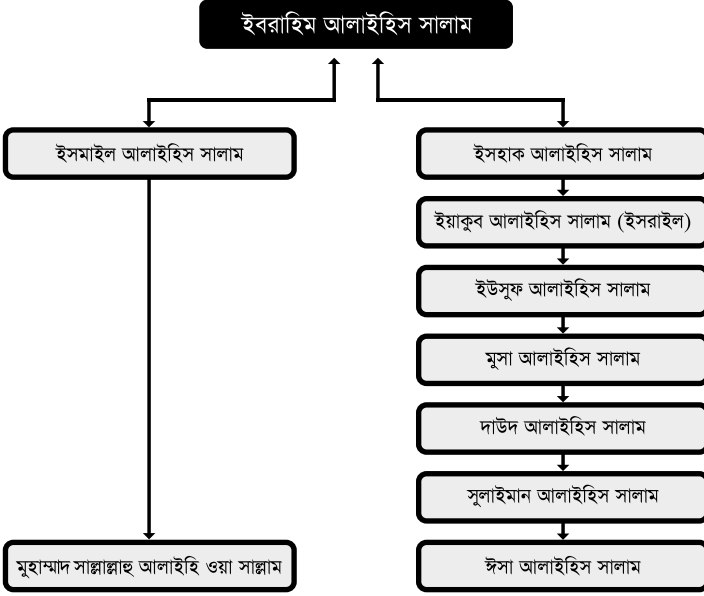 ইবরাহিম আলাইহিস সালাম
ইসমাইল আলাইহিস সালাম
ইসহাক আলাইহিস সালাম
ইয়াকুব আলাইহিস সালাম (ইসরাইল)
ইউসুফ আলাইহিস সালাম
মুসা আলাইহিস সালাম
দাউদ আলাইহিস সালাম
সুলাইমান আলাইহিস সালাম
মুহাম্মাদ সাল্লাল্লাহু আলাইহি ওয়া সাল্লাম
ঈসা আলাইহিস সালাম